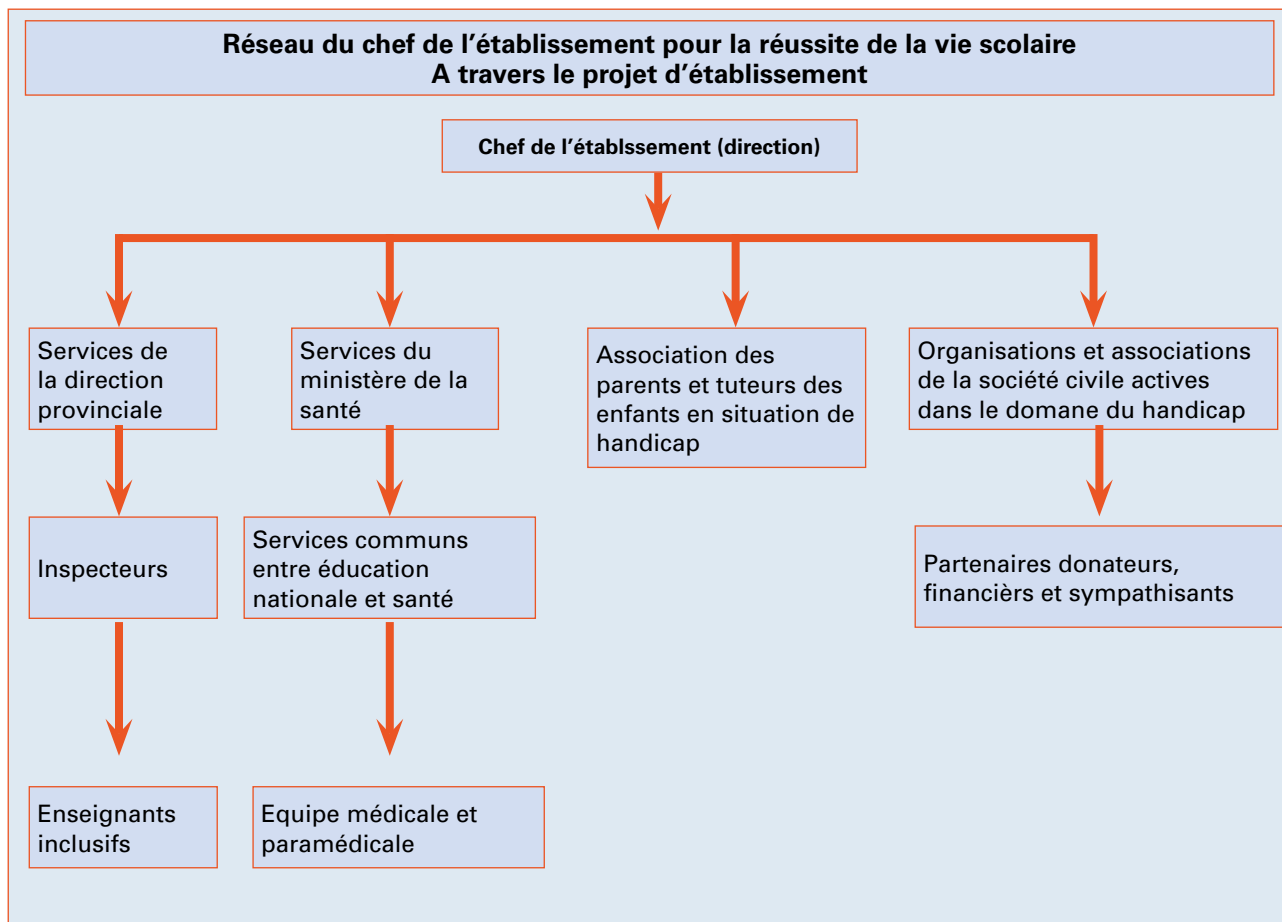 Réseau du chef de l’établissement pour la réussite de la vie scolaire
A travers le projet d’établissement
Chef de l’établssement (direction)
Services de
la direction
provinciale
Services du
ministère de la
santé
Association des
parents et tuteurs des
enfants en situation de
handicap
Organisations et associations
de la société civile actives
dans le domane du handicap
Inspecteurs
Services communs
entre éducation
nationale et santé
Partenaires donateurs,
financièrs et sympathisants
Enseignants
inclusifs
Equipe médicale et
paramédicale